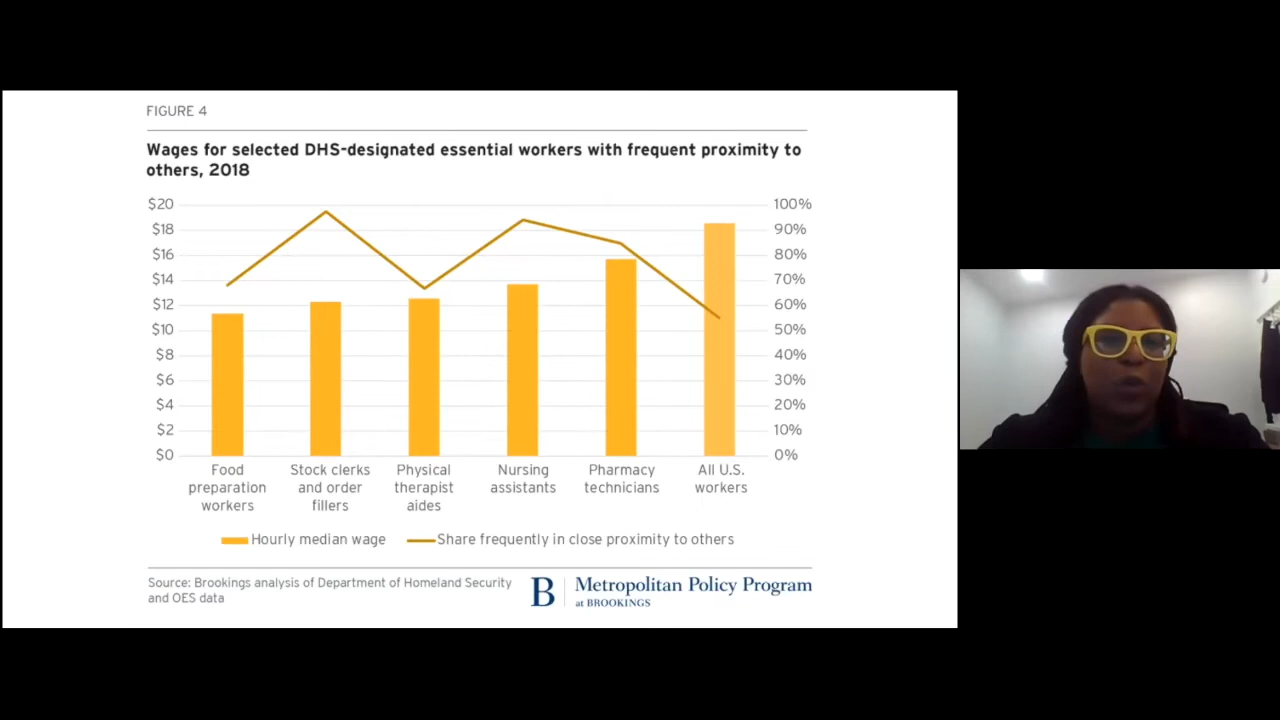 FIGURE 4
Wages for selected DHS-designated essential workers with frequent proximity to
others, 2018
$20
$18
$16
$14
$12
$10
$8
$6
$4
$2
$0
100%
90%
80%
70%
60%
50%
40%
30%
20%
10%
0%
Food
preparation
workers
Stock clerks
and order
fillers
Physical
therapist
aides
Nursing
assistants
Pharmacy
technicians
All U.S.
workers
Hourly median wage
Share frequently in close proximity to others
Source: Brookings analysis of Department of Homeland Security
and OES data
B
Metropolitan Policy Program
at BROOKINGS